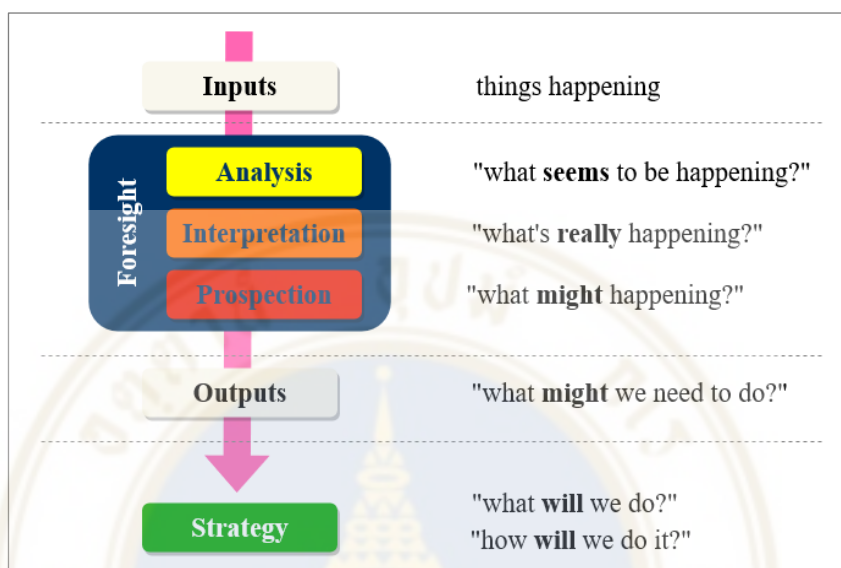 Inputs
things happening
Foresight
Analysis
"what seems to be happening?"
Interpretation
"what's really happening?"
Prospection
"what might happening?"
Outputs
"what might we need to do?"
Strategy
"what will we do?"
"how will we do it?"